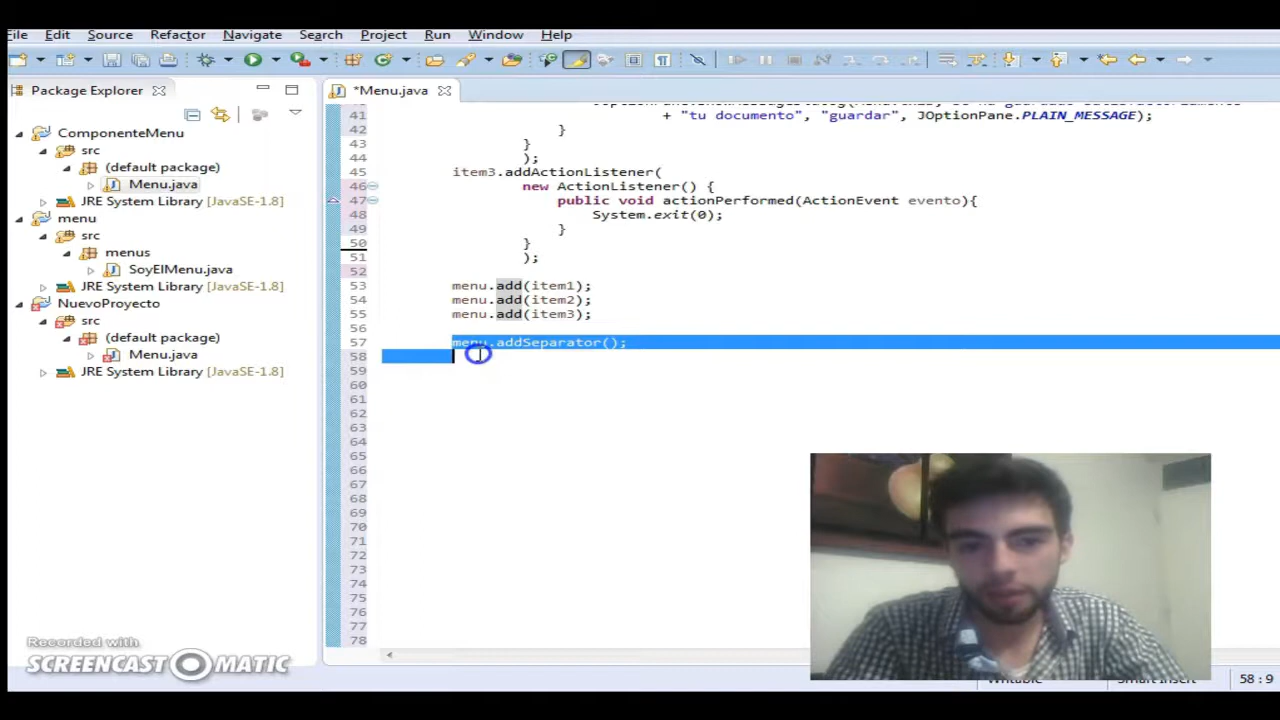 File Edit Source Refactor Navigate Search Project Run Window Help
Package Explorer
*Menu.java
ComponenteMenu
src
(default package)
Menu.java
JRE System Library [JavaSE-1.8]
menu
src
menus
SoyElMenu.java
JRE System Library [JavaSE-1.8]
NuevoProyecto
src
(default package)
Menu.java
JRE System Library [JavaSE-1.8]
41 + "tu documento", "guardar", JOptionPane.PLAIN_MESSAGE);
42 }
43 }
44 );
45 item3.addActionListener(
46 new ActionListener() {
47 public void actionPerformed(ActionEvent evento){
48 System.exit(0);
49 }
50 }
51 );
52
53 menu.add(item1);
54 menu.add(item2);
55 menu.add(item3);
56
57 menu.addSeparator();
58
59
60
61
62
63
64
65
66
67
68
69
70
71
72
73
74
75
76
77
78
Recorded with
SCREENCAST MATIC
Writable Smart Insert 58 : 9